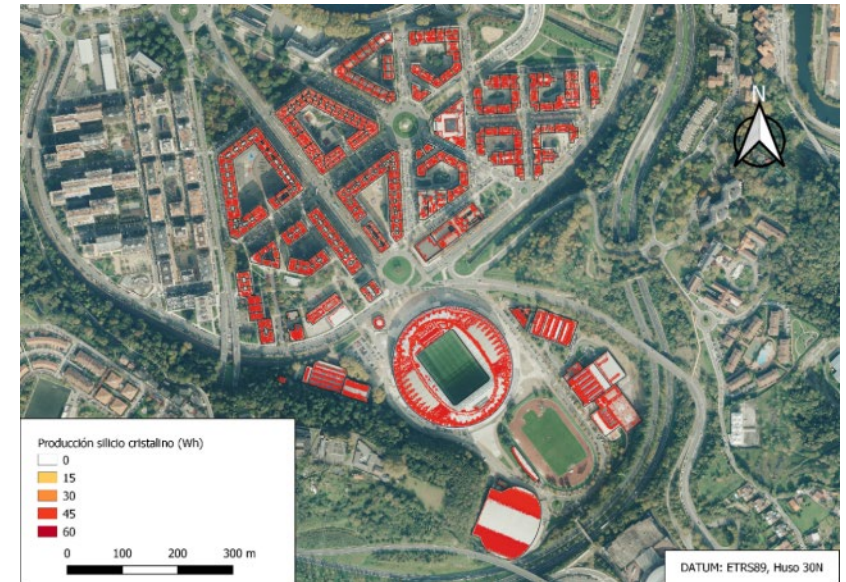 N
Producción silicio cristalino (Wh)
0
15
30
45
60
0 100 200 300 m
DATUM: ETRS89, Huso 30N